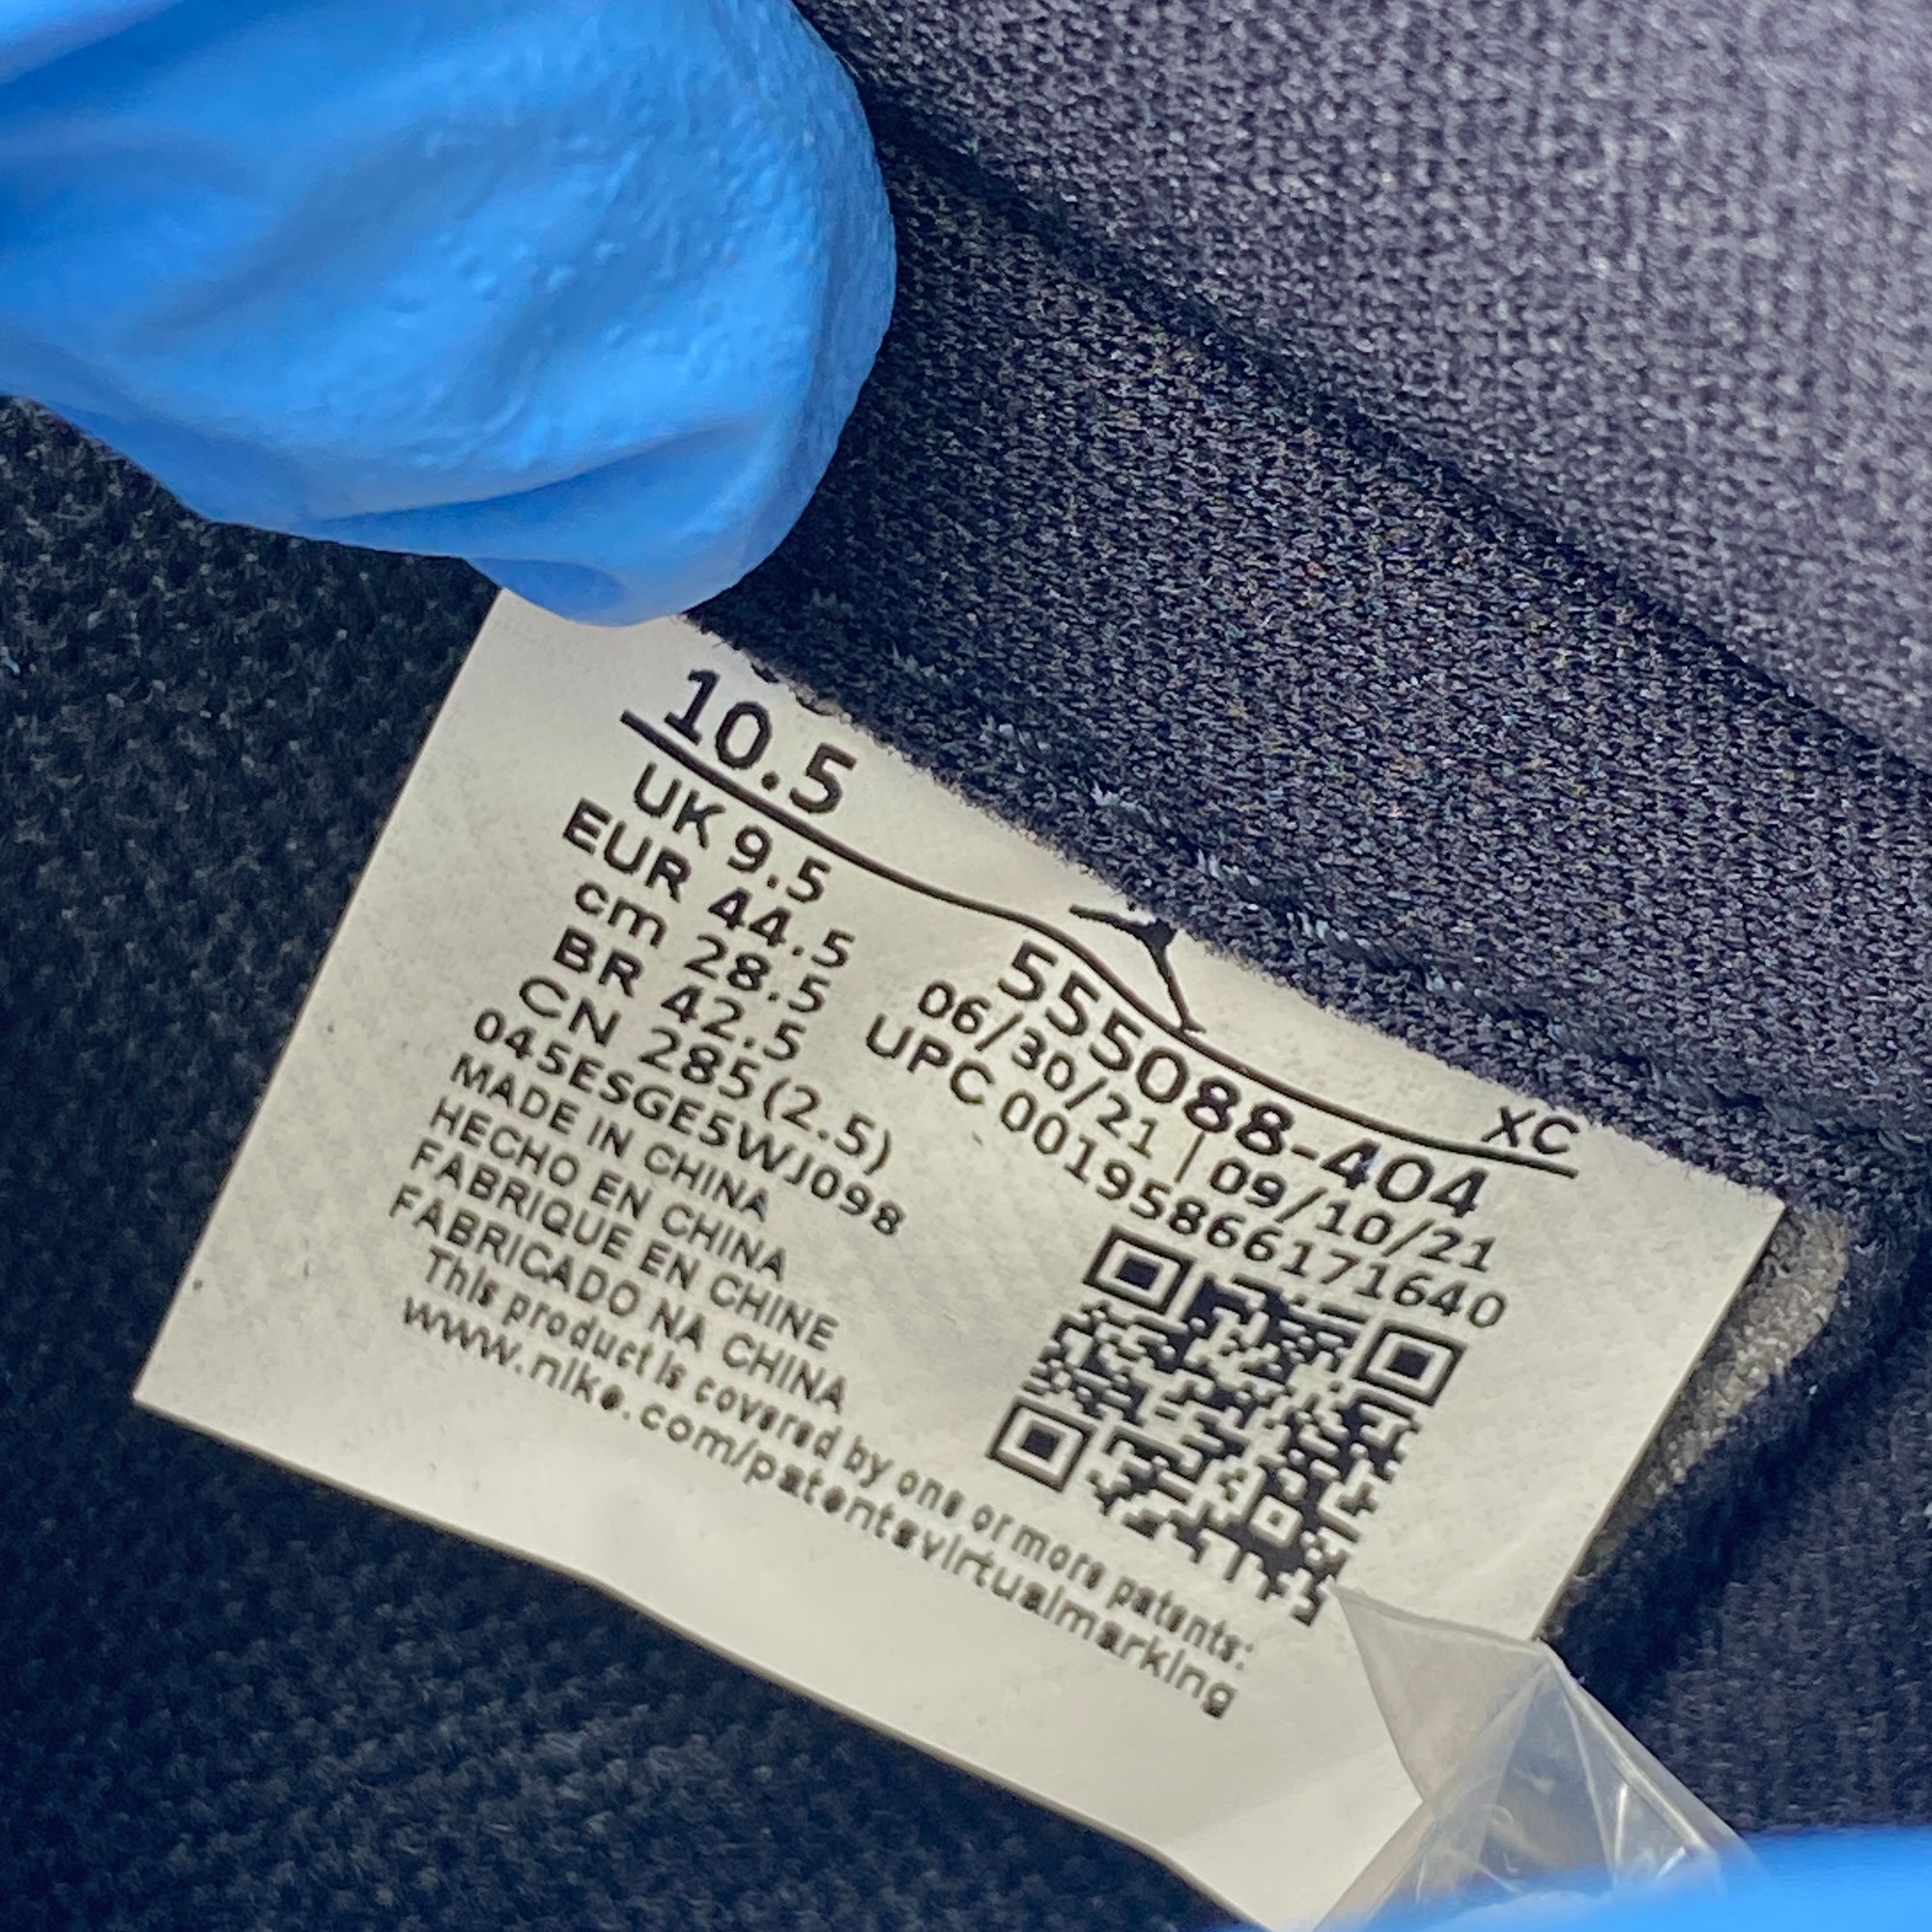 10.5
UK 9.5
EUR 44.5
cm 28.5
BR 42.5
CN 285(2.5)
045ESGE5WJ098
MADE IN CHINA
HECHO EN CHINA
FABRIQUE EN CHINE
FABRICADO NA CHINA
This product is covered by one or more patents:
www.nike.com/patentsvirtualmarking
XC
555088-404
06/30/21 | 09/10/21
UPC 00195866171640